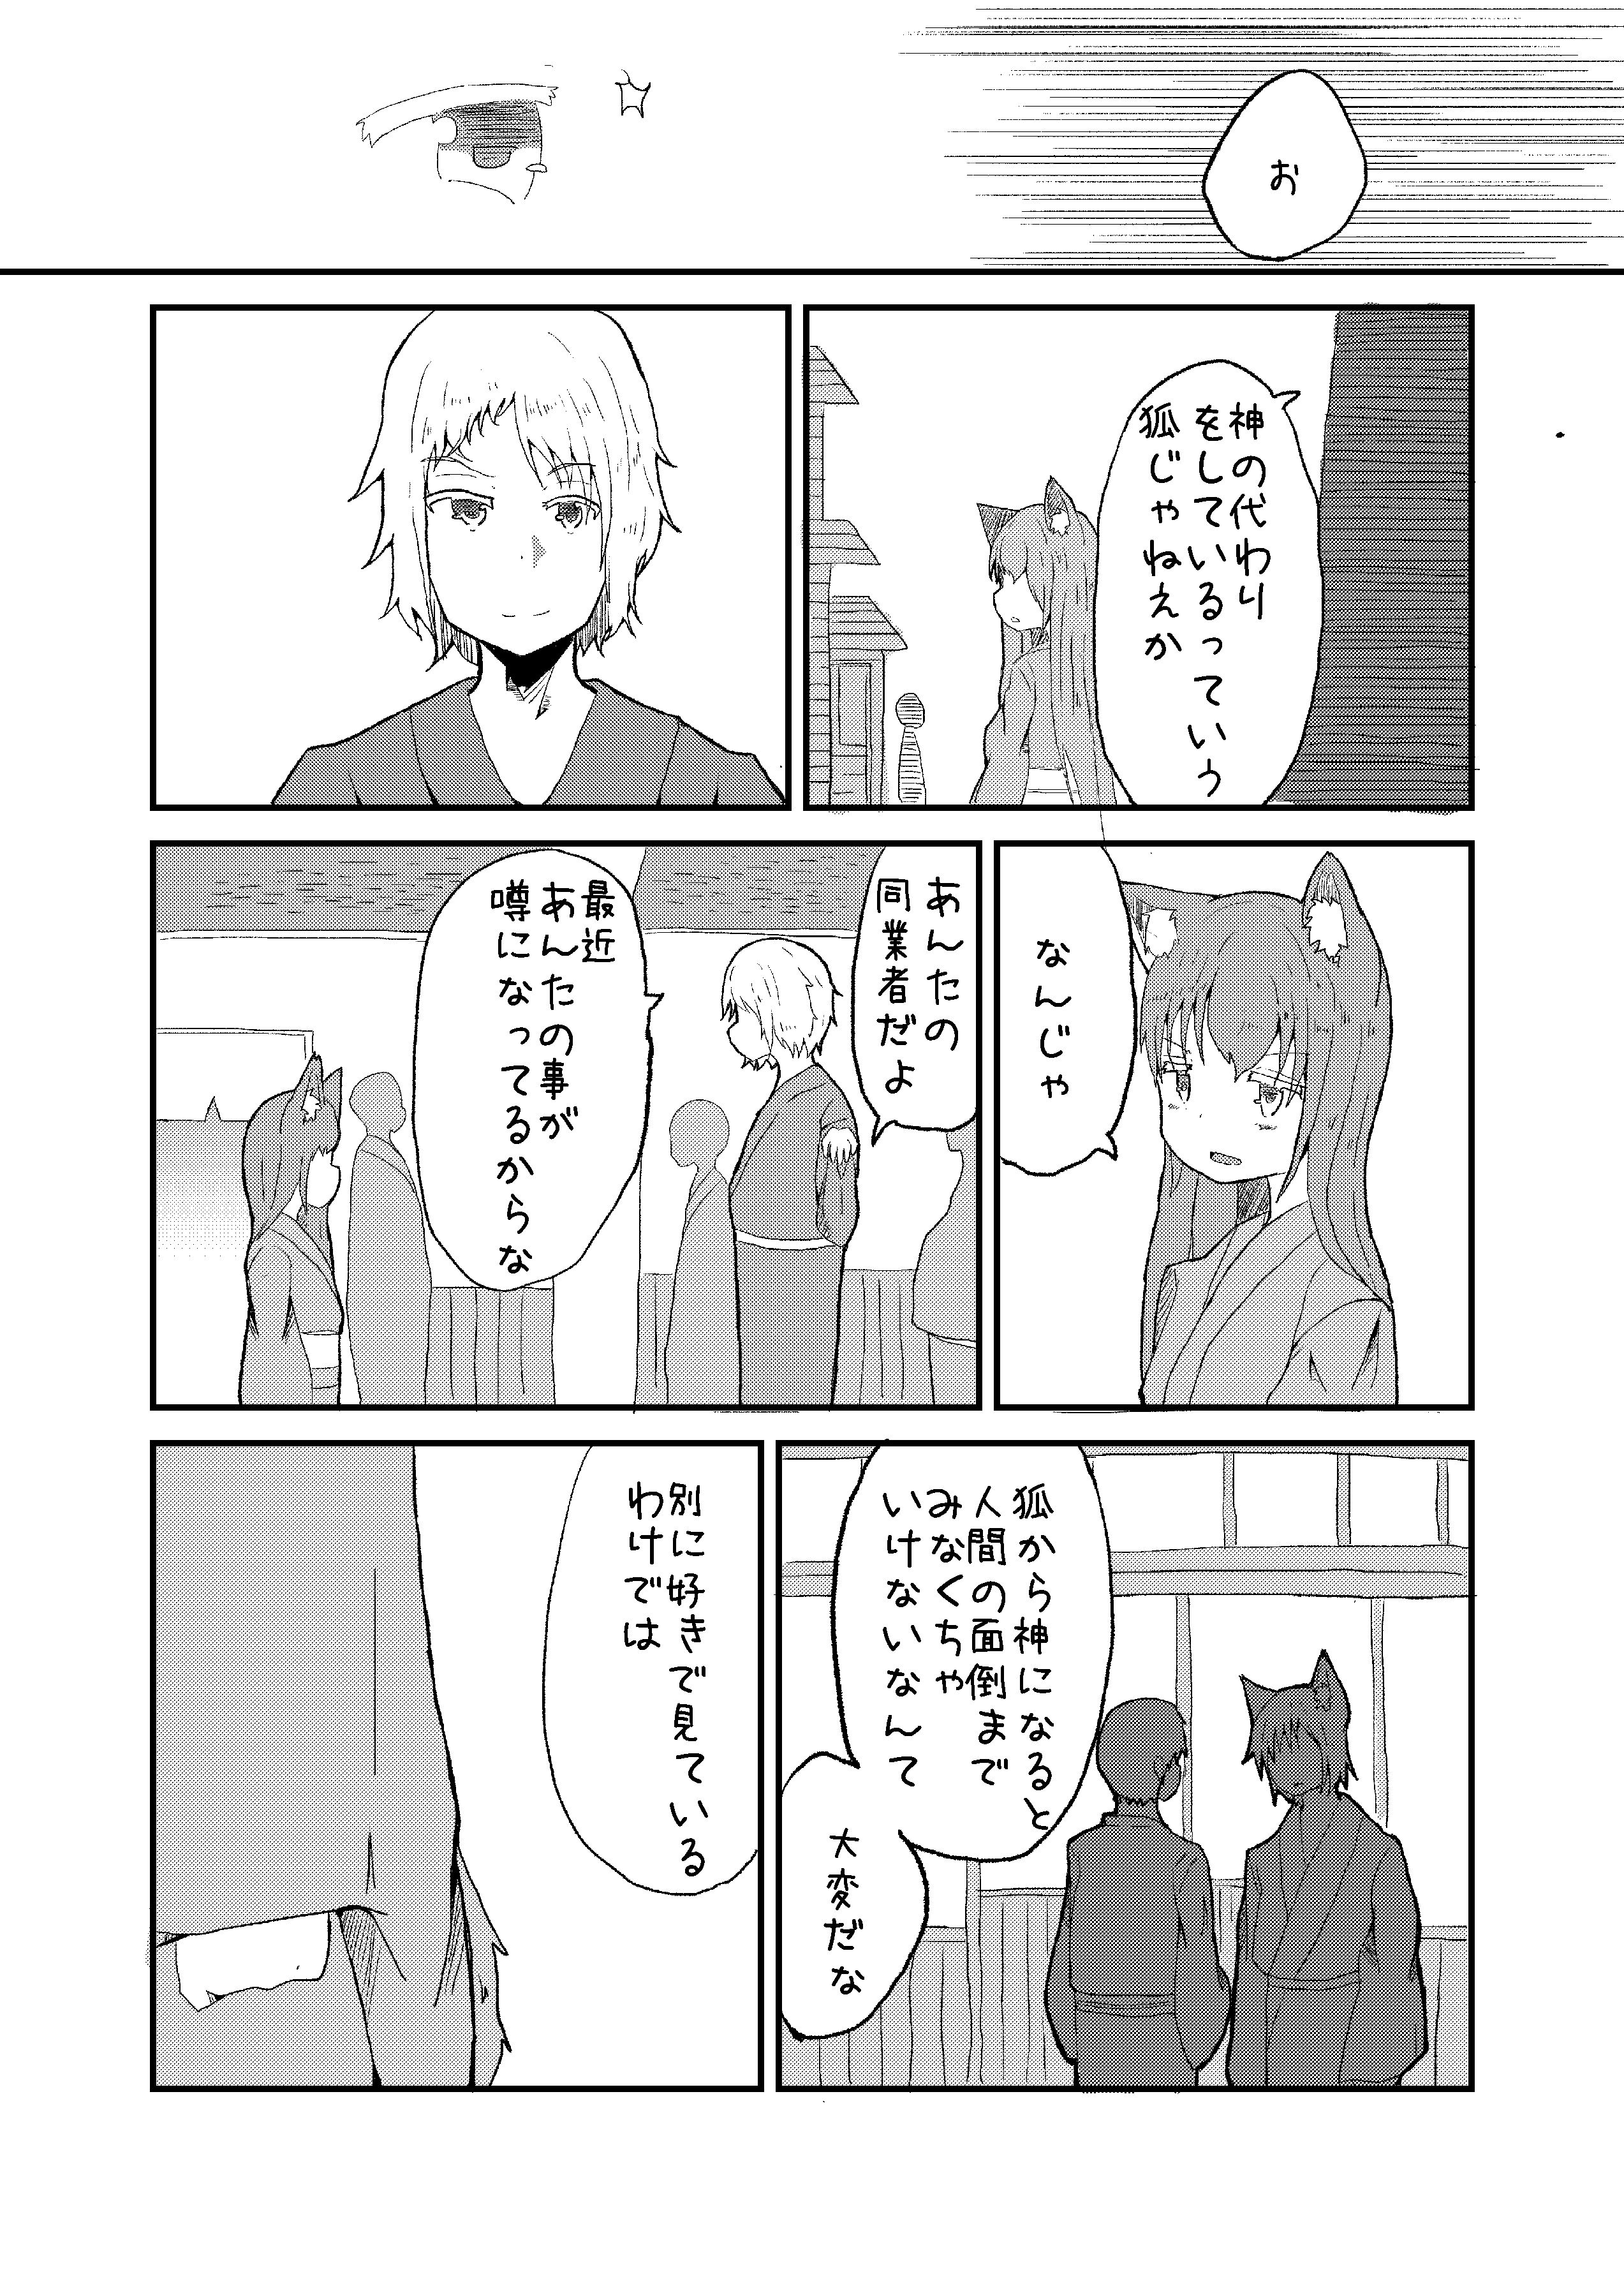 お
神の代わり
をしているっていう
狐じゃねえか
なんじゃ
あんたの
同業者だよ
最近
あんたの事が
噂になってるからな
狐から神になると
人間の面倒まで
みなくちゃ
いけないなんて
大変だな
別に好きで見ている
わけでは